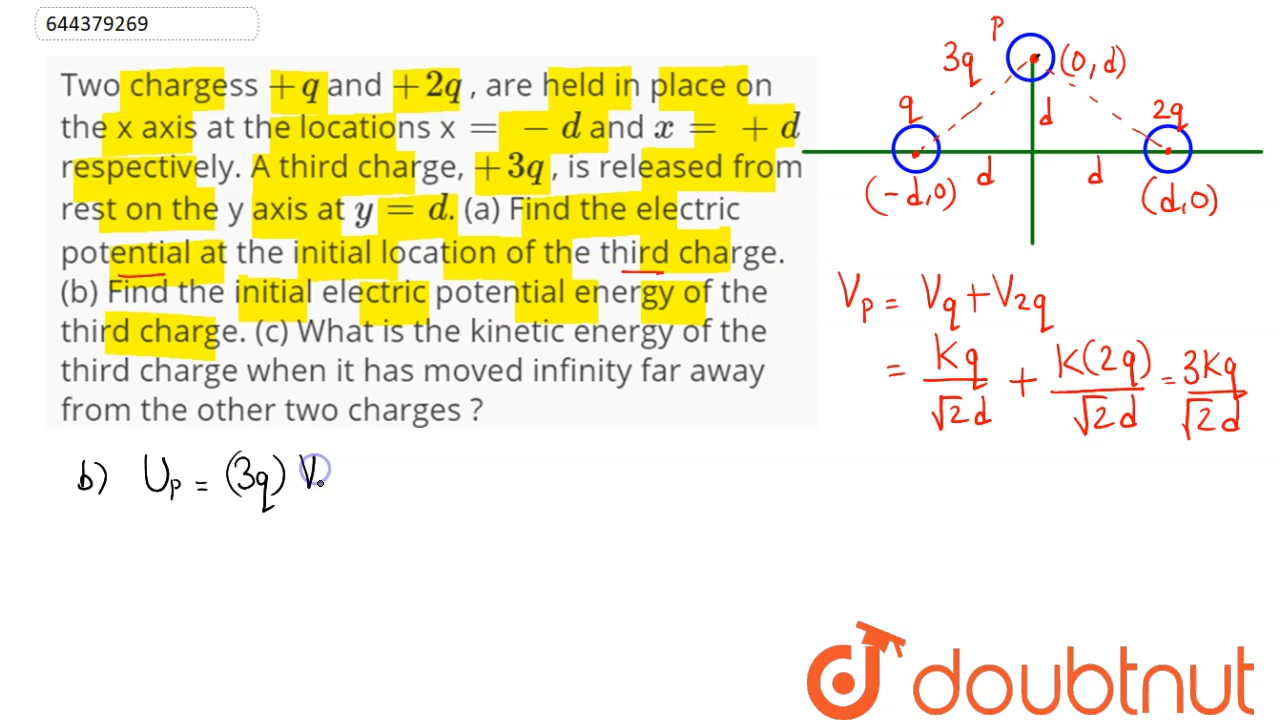 644379269
Two chargess +q and +2q, are held in place on
the x axis at the locations x = −d and x = +d
respectively. A third charge, +3q, is released from
rest on the y axis at y = d. (a) Find the electric
potential at the initial location of the third charge.
(b) Find the initial electric potential energy of the
third charge. (c) What is the kinetic energy of the
third charge when it has moved infinity far away
from the other two charges ?
P
3q (0, d)
q d 2q
d d
(-d,0) (d,0)
Vp = Vq + V2q
= Kq/√2d + K(2q)/√2d = 3Kq/√2d
b) Up = (3q) V
doubtnut